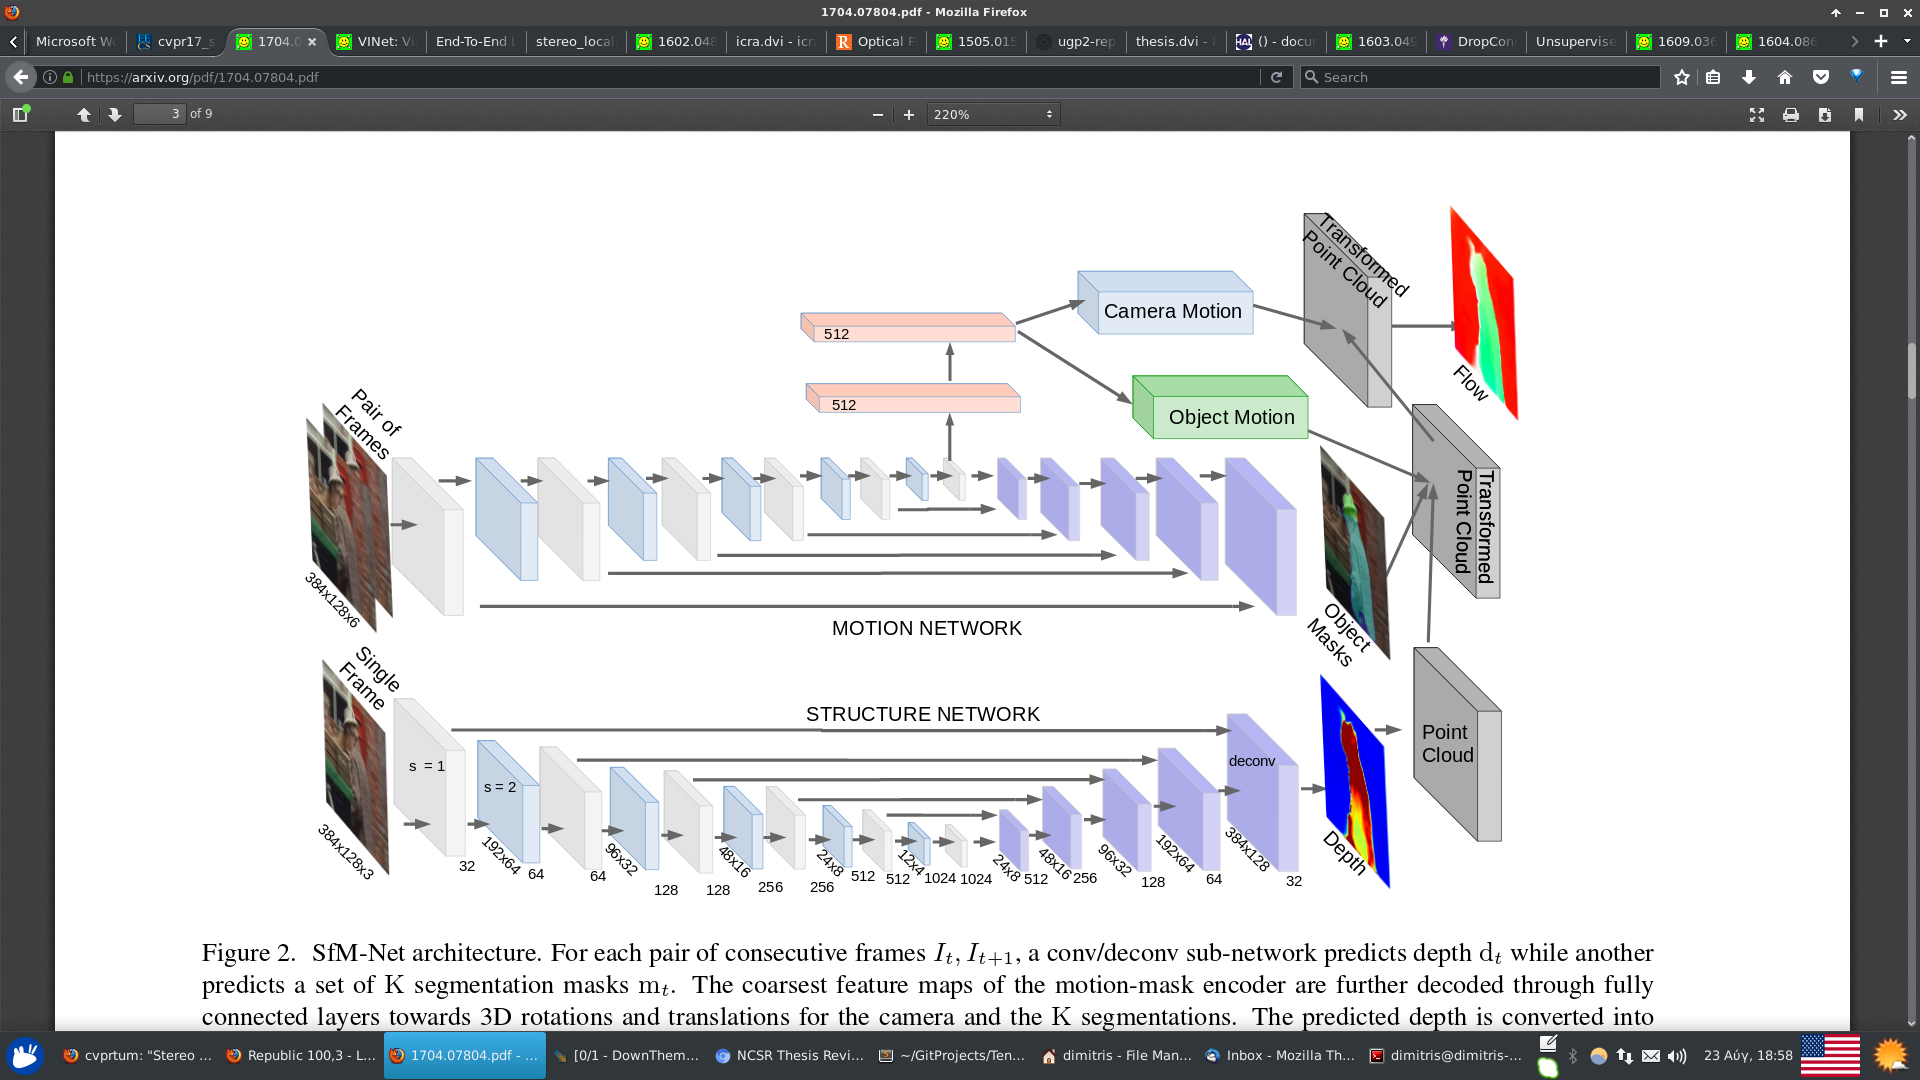 1704.07804.pdf - Mozilla Firefox
Microsoft W
cvpr17_s
1704.0
VINet: Vi
End-To-End
stereo_local
1602.048
icra.dvi - icr
Optical F
1505.015
ugp2-rep
thesis.dvi -
() - docu
1603.049
DropCon
Unsupervise
1609.036
1604.086
https://arxiv.org/pdf/1704.07804.pdf
Search
3 of 9
220%
Transformed
Point Cloud
Camera Motion
512
Flow
512
Object Motion
Pair of
Frames
Transformed
Point Cloud
384x128x6
Object
Masks
MOTION NETWORK
Single
Frame
STRUCTURE NETWORK
Point
Cloud
s = 1
s = 2
deconv
384x128x3
192x64
96x32
48x16
24x8
12x4
24x8
48x16
96x32
192x64
384x128
Depth
32
64
64
128
128
256
256
512
512
1024
1024
512
256
128
64
32
Figure 2. SfM-Net architecture. For each pair of consecutive frames It, It+1, a conv/deconv sub-network predicts depth dt while another
predicts a set of K segmentation masks mt. The coarsest feature maps of the motion-mask encoder are further decoded through fully
connected layers towards 3D rotations and translations for the camera and the K segmentations. The predicted depth is converted into
cvprtum: "Stereo ...
Republic 100,3 - L...
1704.07804.pdf - ...
[0/1 - DownThem...
NCSR Thesis Revi...
~/GitProjects/Ten...
dimitris - File Man...
Inbox - Mozilla Th...
dimitris@dimitris-...
23 Αύγ, 18:58